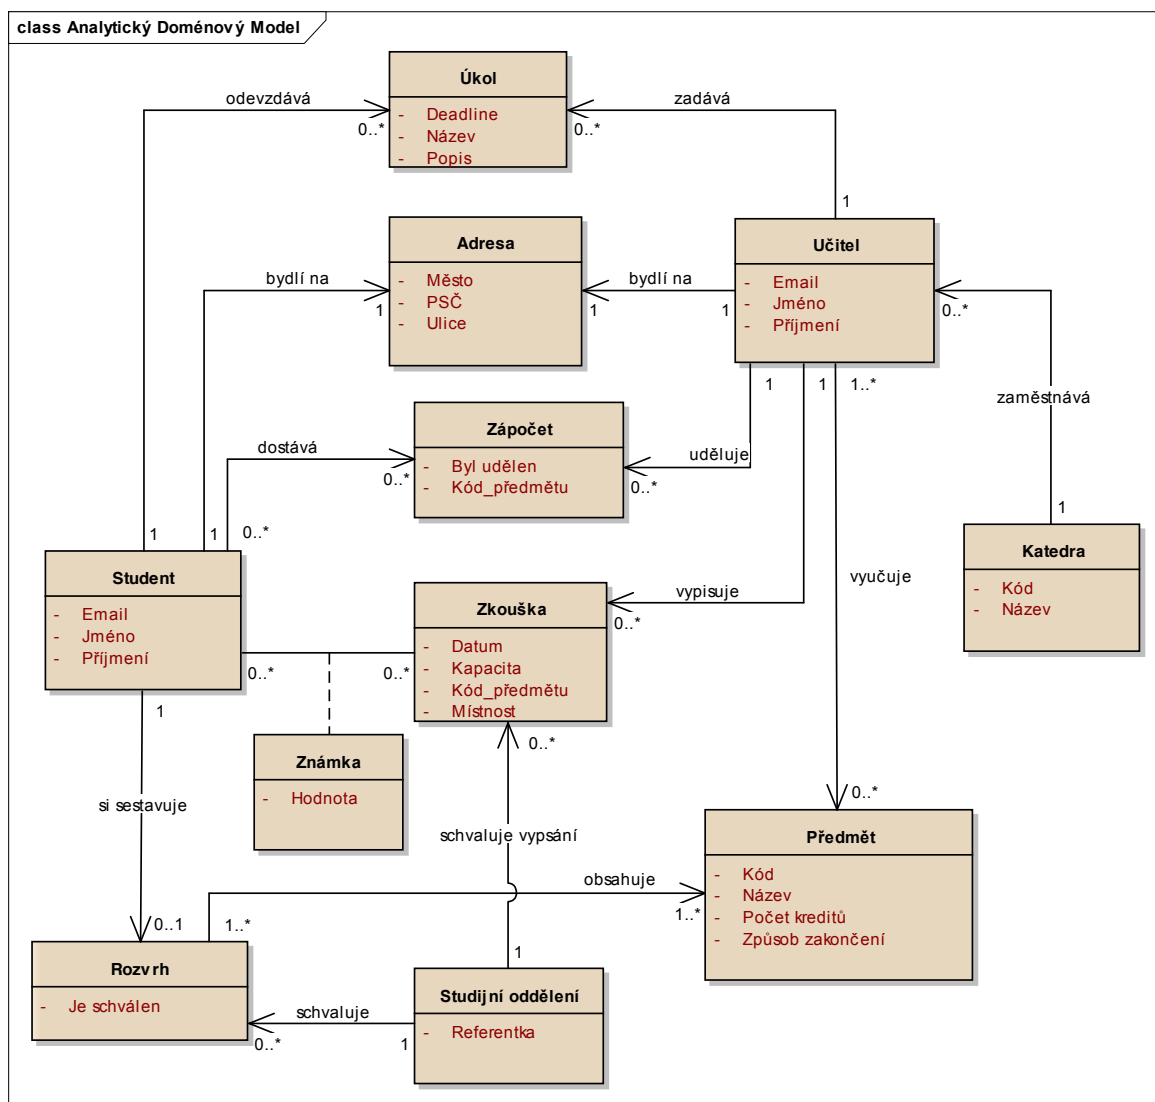 class Analytický Doménový Model
Úkol
- Deadline
- Název
- Popis
odevzdává
0..*
zadává
0..*
1
Adresa
- Město
- PSČ
- Ulice
bydlí na
1
bydlí na
1
1
Učitel
- Email
- Jméno
- Příjmení
0..*
1
1
1..*
zaměstnává
Zápočet
- Byl udělen
- Kód_předmětu
dostává
0..*
uděluje
0..*
1
1
0..*
1
Student
- Email
- Jméno
- Příjmení
Katedra
- Kód
- Název
vyučuje
Zkouška
- Datum
- Kapacita
- Kód_předmětu
- Místnost
vypisuje
0..*
0..*
0..*
1
0..*
Známka
- Hodnota
si sestavuje
schvaluje vypsání
0..*
Předmět
- Kód
- Název
- Počet kreditů
- Způsob zakončení
obsahuje
1..*
0..1
1..*
1
Rozvrh
- Je schválen
schvaluje
0..*
1
Studijní oddělení
- Referentka